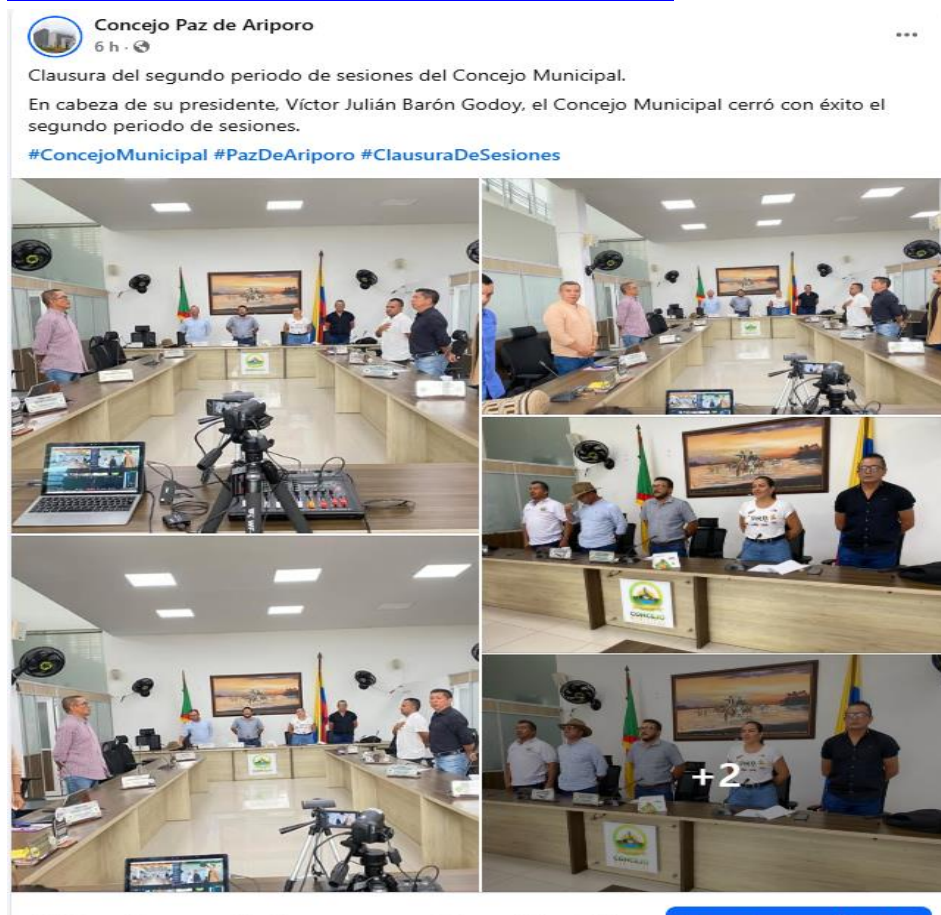 Concejo Paz de Ariporo
6 h ·
Clausura del segundo periodo de sesiones del Concejo Municipal.
En cabeza de su presidente, Víctor Julián Barón Godoy, el Concejo Municipal cerró con éxito el
segundo periodo de sesiones.
#ConcejoMunicipal #PazDeAriporo #ClausuraDeSesiones
CONCEJO
+2
CONCEJO